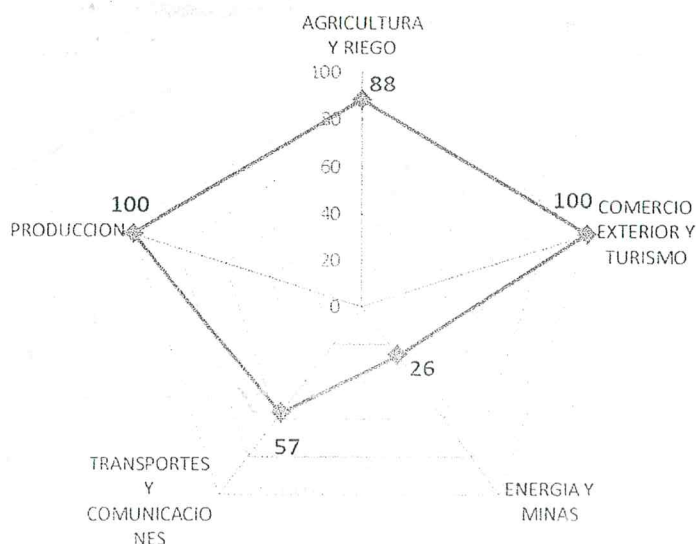 AGRICULTURA
Y RIEGO
100
88
80
60
40
20
0
100
PRODUCCION
100
COMERCIO
EXTERIOR Y
TURISMO
26
57
TRANSPORTES
Y
COMUNICACIO
NES
ENERGIA Y
MINAS